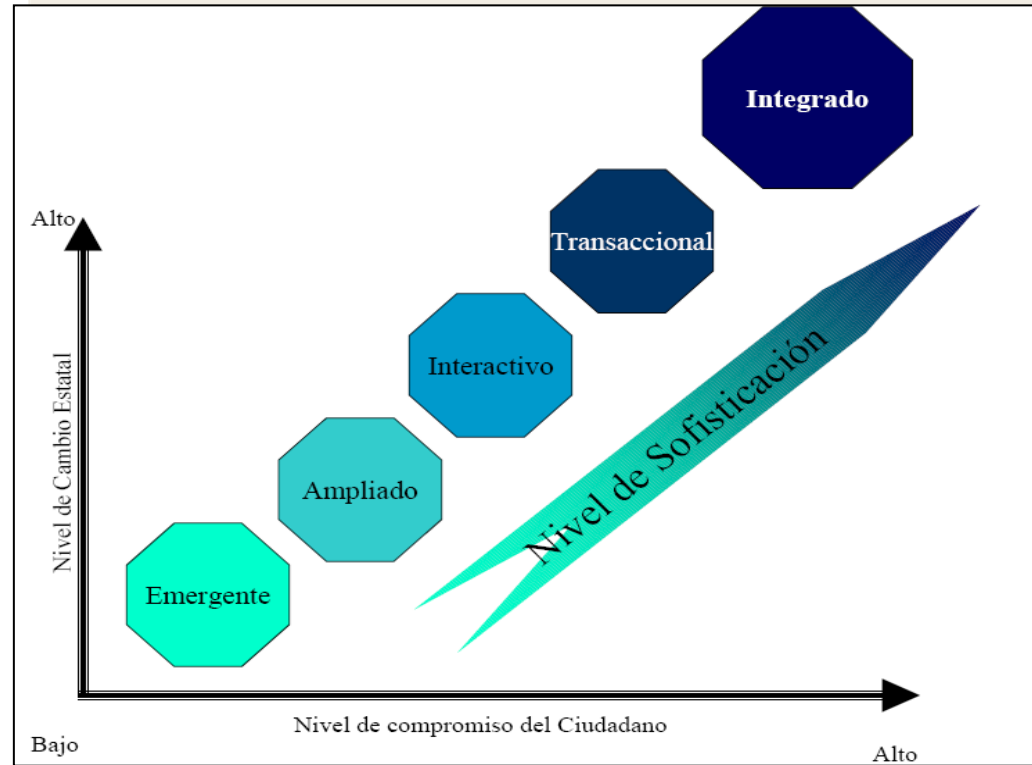 Integrado
Alto
Transaccional
Interactivo
Nivel de Cambio Estatal
Nivel de Sofisticación
Ampliado
Emergente
Nivel de compromiso del Ciudadano
Bajo
Alto